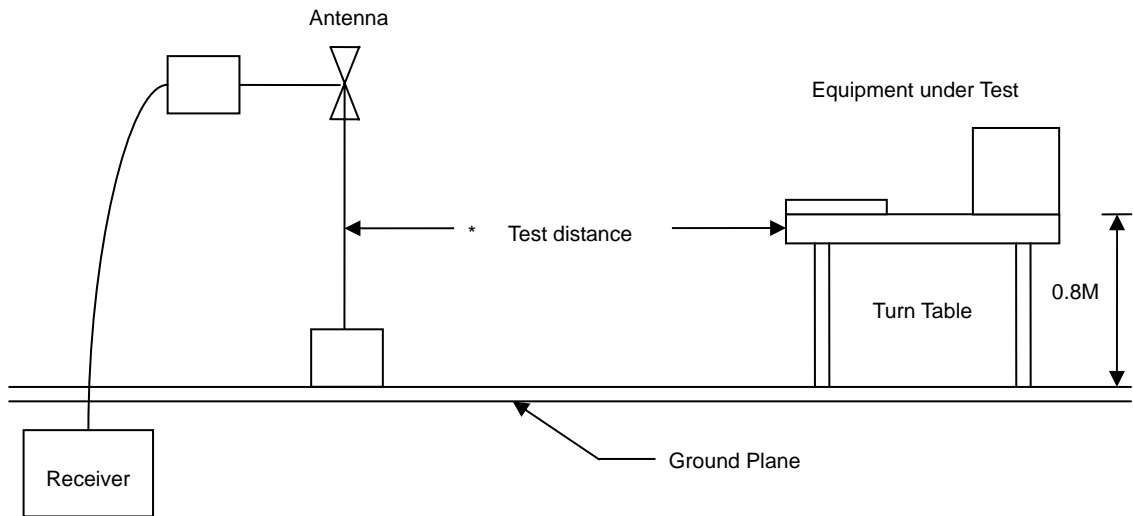 Antenna
Equipment under Test
* Test distance
0.8M
Turn Table
Ground Plane
Receiver